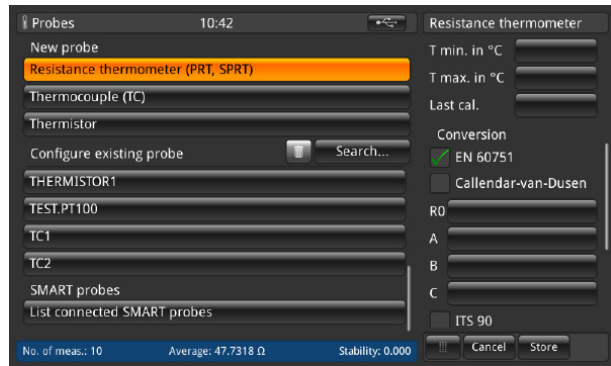 Probes 10:42
New probe
Resistance thermometer (PRT, SPRT)
Thermocouple (TC)
Thermistor
Configure existing probe Search...
THERMISTOR1
TEST.PT100
TC1
TC2
SMART probes
List connected SMART probes
No. of meas.: 10 Average: 47.7318 Ω Stability: 0.000
Resistance thermometer
T min. in °C
T max. in °C
Last cal.
Conversion
EN 60751
Callendar-van-Dusen
R0
A
B
C
ITS 90
Cancel Store